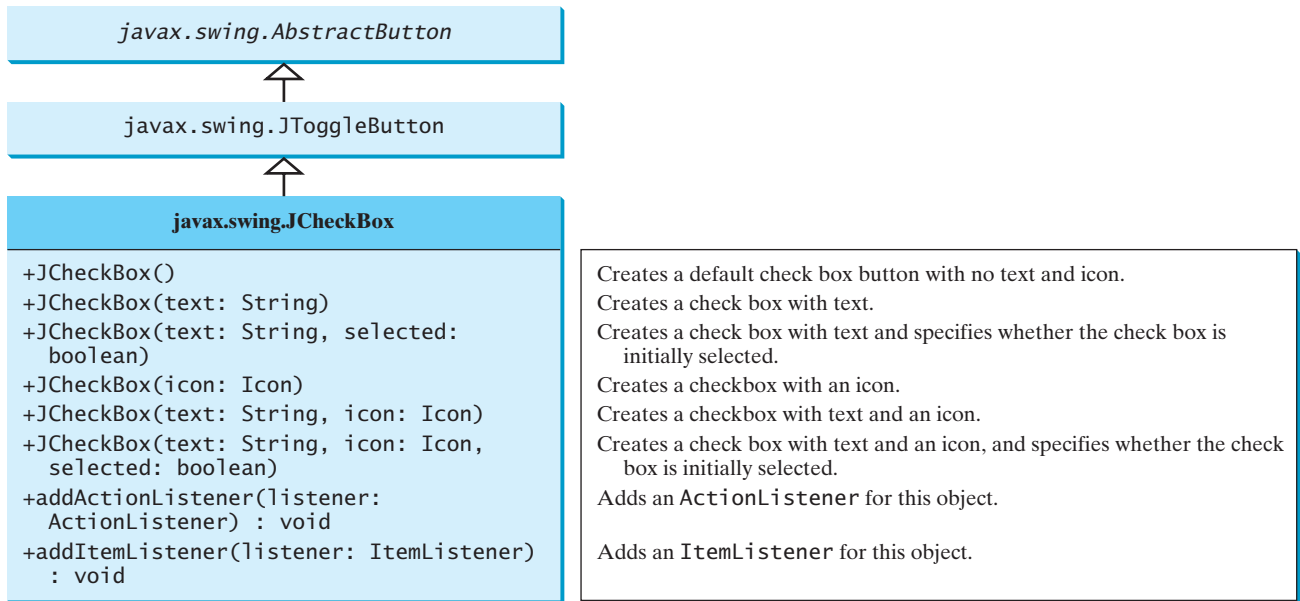 javax.swing.AbstractButton
javax.swing.JToggleButton
javax.swing.JCheckBox
+JCheckBox()
+JCheckBox(text: String)
+JCheckBox(text: String, selected:
boolean)
+JCheckBox(icon: Icon)
+JCheckBox(text: String, icon: Icon)
+JCheckBox(text: String, icon: Icon,
selected: boolean)
+addActionListener(listener:
ActionListener) : void
+addItemListener(listener: ItemListener)
: void
Creates a default check box button with no text and icon.
Creates a check box with text.
Creates a check box with text and specifies whether the check box is
initially selected.
Creates a checkbox with an icon.
Creates a checkbox with text and an icon.
Creates a check box with text and an icon, and specifies whether the check
box is initially selected.
Adds an ActionListener for this object.
Adds an ItemListener for this object.